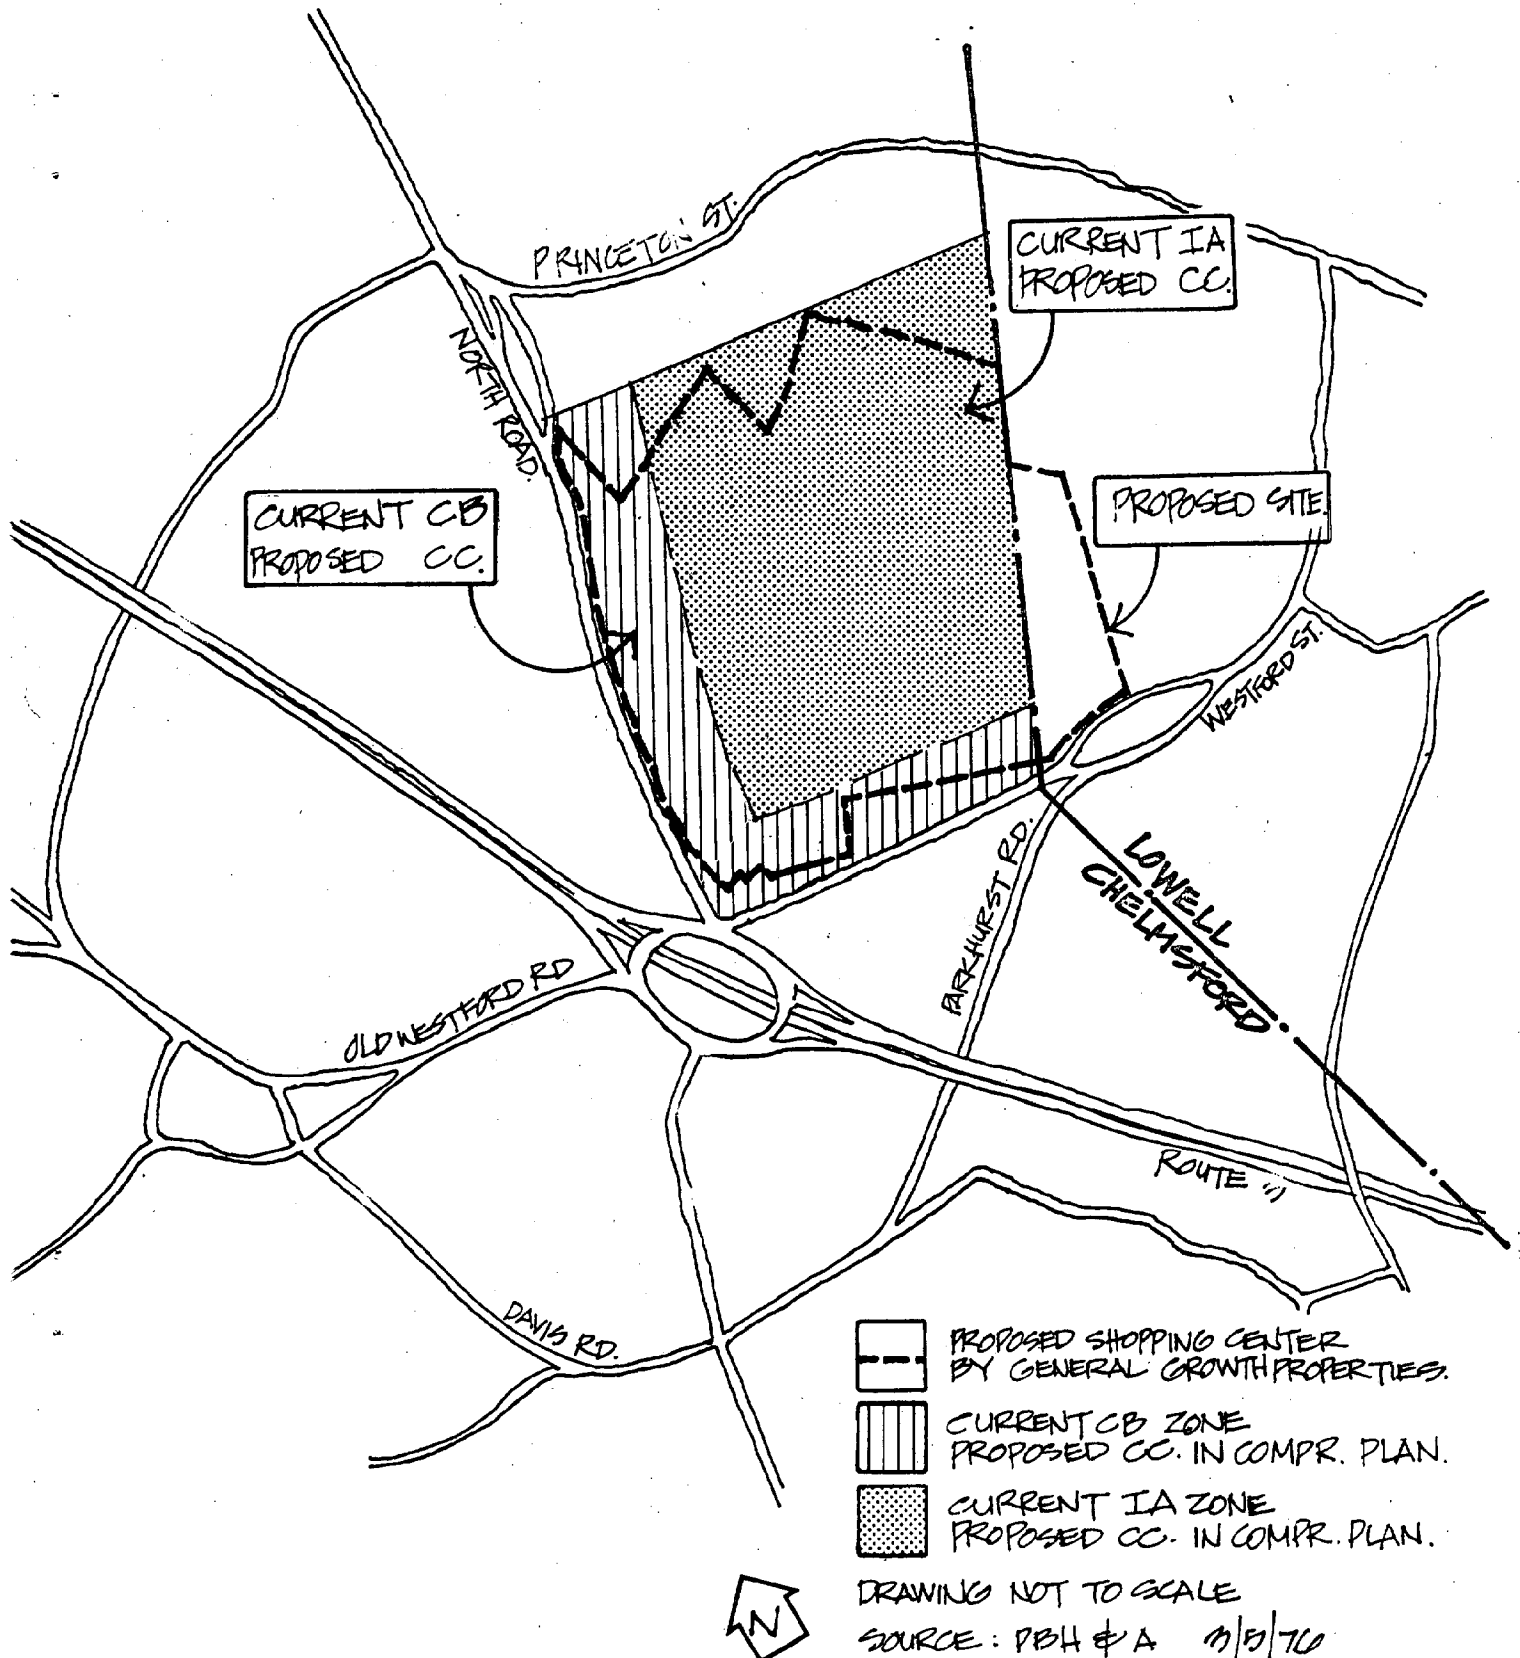 PRINCETON ST.
CURRENT IA
PROPOSED CC.
NORTH ROAD.
CURRENT CB
PROPOSED CC.
PROPOSED SITE.
WESTFORD ST.
PARKHURST RD.
LOWELL
CHELMSFORD
OLD WESTFORD RD
ROUTE 3
DAVIS RD.
PROPOSED SHOPPING CENTER
BY GENERAL GROWTH PROPERTIES.
CURRENT CB ZONE
PROPOSED CC. IN COMPR. PLAN.
CURRENT IA ZONE
PROPOSED CC. IN COMPR. PLAN.
N
DRAWING NOT TO SCALE
SOURCE: PBH & A 3/5/76